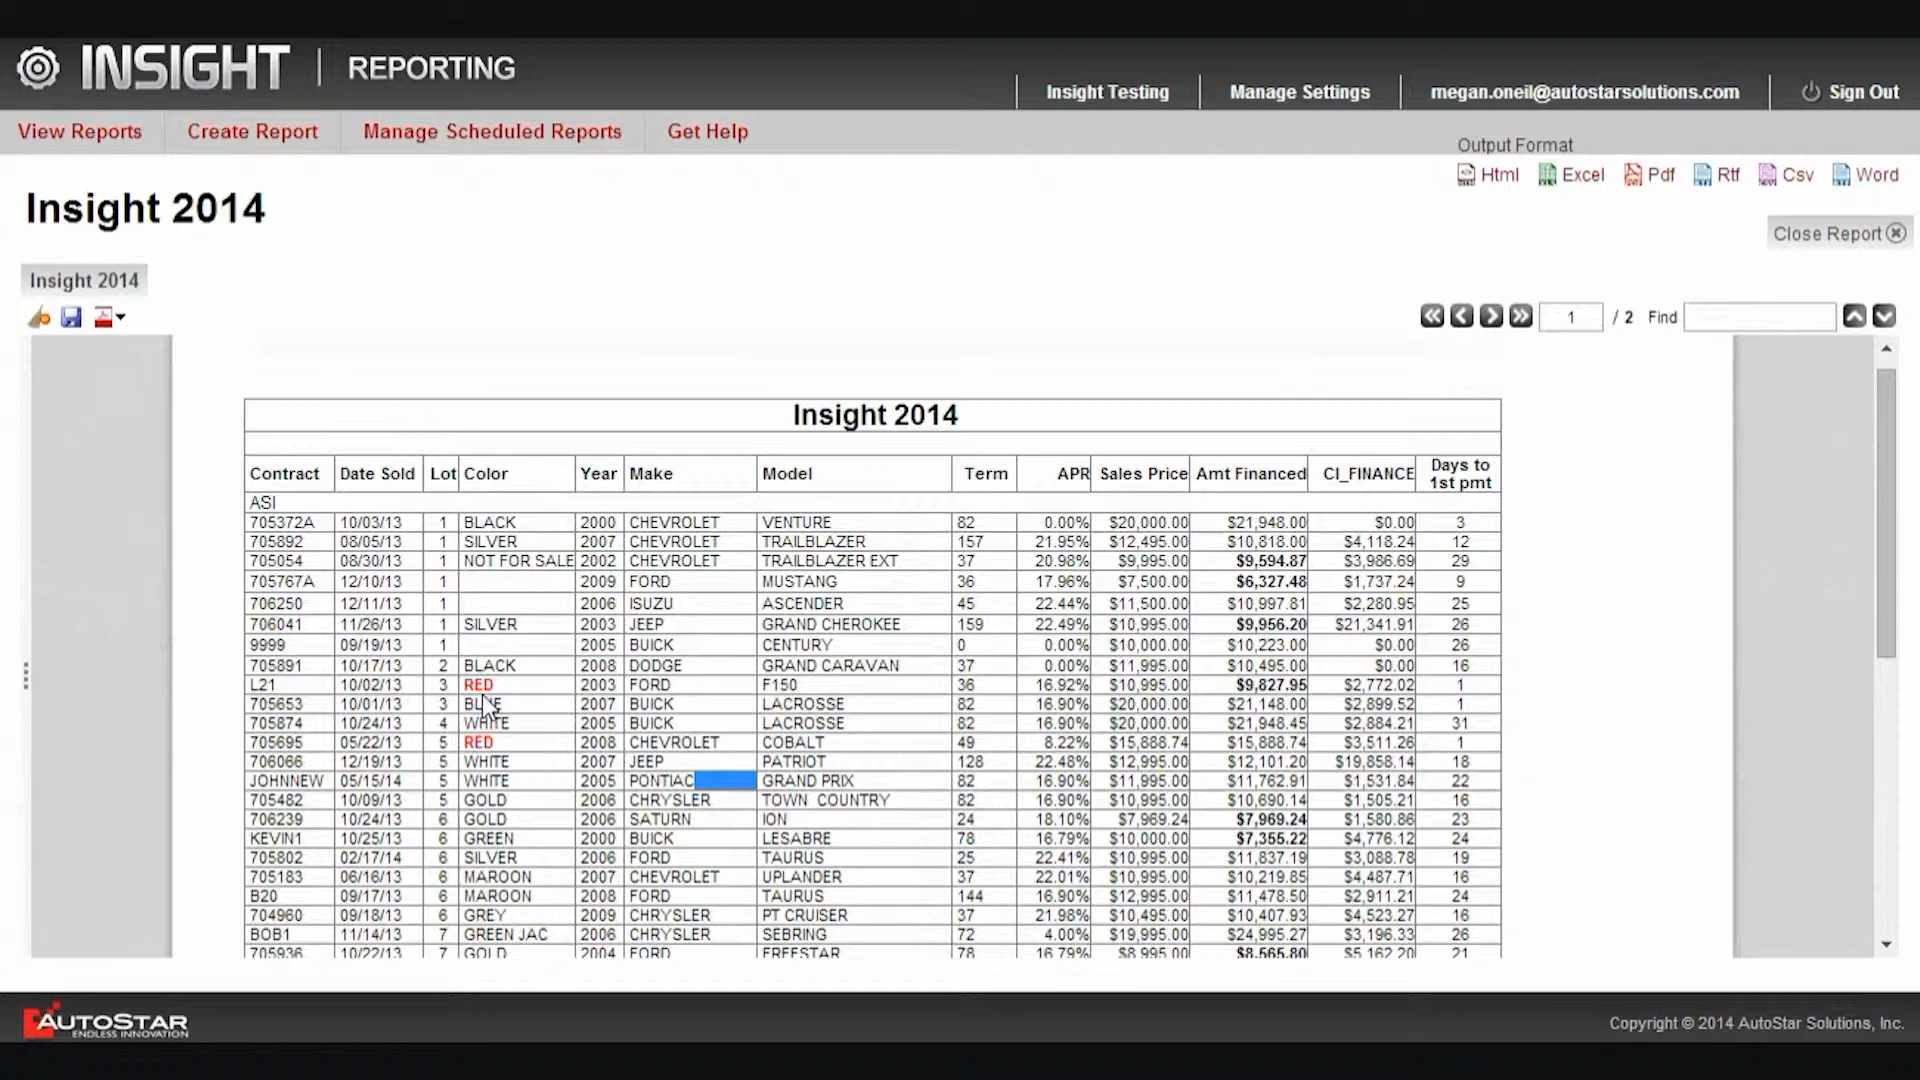 INSIGHT | REPORTING
Insight Testing Manage Settings megan.oneil@autostarsolutions.com Sign Out
View Reports Create Report Manage Scheduled Reports Get Help
Output Format
Html Excel Pdf Rtf Csv Word
Insight 2014
Close Report
Insight 2014
1 / 2 Find
Insight 2014
Contract Date Sold Lot Color Year Make Model Term APR Sales Price Amt Financed CI_FINANCE Days to 1st pmt
ASI
705372A 10/03/13 1 BLACK 2000 CHEVROLET VENTURE 82 0.00% $20,000.00 $21,948.00 $0.00 3
705892 08/05/13 1 SILVER 2007 CHEVROLET TRAILBLAZER 157 21.95% $12,495.00 $10,818.00 $4,118.24 12
705054 08/30/13 1 NOT FOR SALE 2002 CHEVROLET TRAILBLAZER EXT 37 20.98% $9,995.00 $9,594.87 $3,986.69 29
705767A 12/10/13 1 2009 FORD MUSTANG 36 17.96% $7,500.00 $6,327.48 $1,737.24 9
706250 12/11/13 1 2006 ISUZU ASCENDER 45 22.44% $11,500.00 $10,997.81 $2,280.95 25
706041 11/26/13 1 SILVER 2003 JEEP GRAND CHEROKEE 159 22.49% $10,995.00 $9,956.20 $21,341.91 26
9999 09/19/13 1 2005 BUICK CENTURY 0 0.00% $10,000.00 $10,223.00 $0.00 26
705891 10/17/13 2 BLACK 2008 DODGE GRAND CARAVAN 37 0.00% $11,995.00 $10,495.00 $0.00 16
L21 10/02/13 3 RED 2003 FORD F150 36 16.92% $10,995.00 $9,827.95 $2,772.02 1
705653 10/01/13 3 BLUE 2007 BUICK LACROSSE 82 16.90% $20,000.00 $21,148.00 $2,899.52 1
705874 10/24/13 4 WHITE 2005 BUICK LACROSSE 82 16.90% $20,000.00 $21,948.45 $2,884.21 31
705695 05/22/13 5 RED 2008 CHEVROLET COBALT 49 8.22% $15,888.74 $15,888.74 $3,511.26 1
706066 12/19/13 5 WHITE 2007 JEEP PATRIOT 128 22.48% $12,995.00 $12,101.20 $19,858.14 18
JOHNNEW 05/15/14 5 WHITE 2005 PONTIAC GRAND PRIX 82 16.90% $11,995.00 $11,762.91 $1,531.84 22
705482 10/09/13 5 GOLD 2006 CHRYSLER TOWN COUNTRY 82 16.90% $10,995.00 $10,690.14 $1,505.21 16
706239 10/24/13 6 GOLD 2006 SATURN ION 24 18.10% $7,969.24 $7,969.24 $1,580.86 23
KEVIN1 10/25/13 6 GREEN 2000 BUICK LESABRE 78 16.79% $10,000.00 $7,355.22 $4,776.12 24
705802 02/17/14 6 SILVER 2006 FORD TAURUS 25 22.41% $10,995.00 $11,837.19 $3,088.78 19
705183 06/16/13 6 MAROON 2007 CHEVROLET UPLANDER 37 22.01% $10,995.00 $10,219.85 $4,487.71 16
B20 09/17/13 6 MAROON 2008 FORD TAURUS 144 16.90% $12,995.00 $11,478.50 $2,911.21 24
704960 09/18/13 6 GREY 2009 CHRYSLER PT CRUISER 37 21.98% $10,495.00 $10,407.93 $4,523.27 16
BOB1 11/14/13 7 GREEN JAC 2006 CHRYSLER SEBRING 72 4.00% $19,995.00 $24,995.27 $3,196.33 26
705936 10/22/13 7 GOLD 2004 FORD FREESTAR 78 16.79% $8,995.00 $8,565.80 $5,162.20 21
AUTOSTAR
ENDLESS INNOVATION
Copyright © 2014 AutoStar Solutions, Inc.